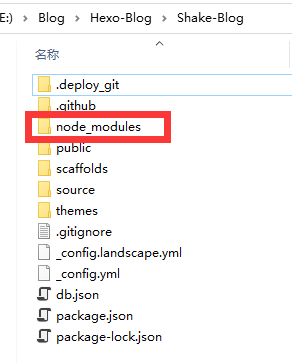 E:) › Blog › Hexo-Blog › Shake-Blog
名称
.deploy_git
.github
node_modules
public
scaffolds
source
themes
.gitignore
_config.landscape.yml
_config.yml
db.json
package.json
package-lock.json